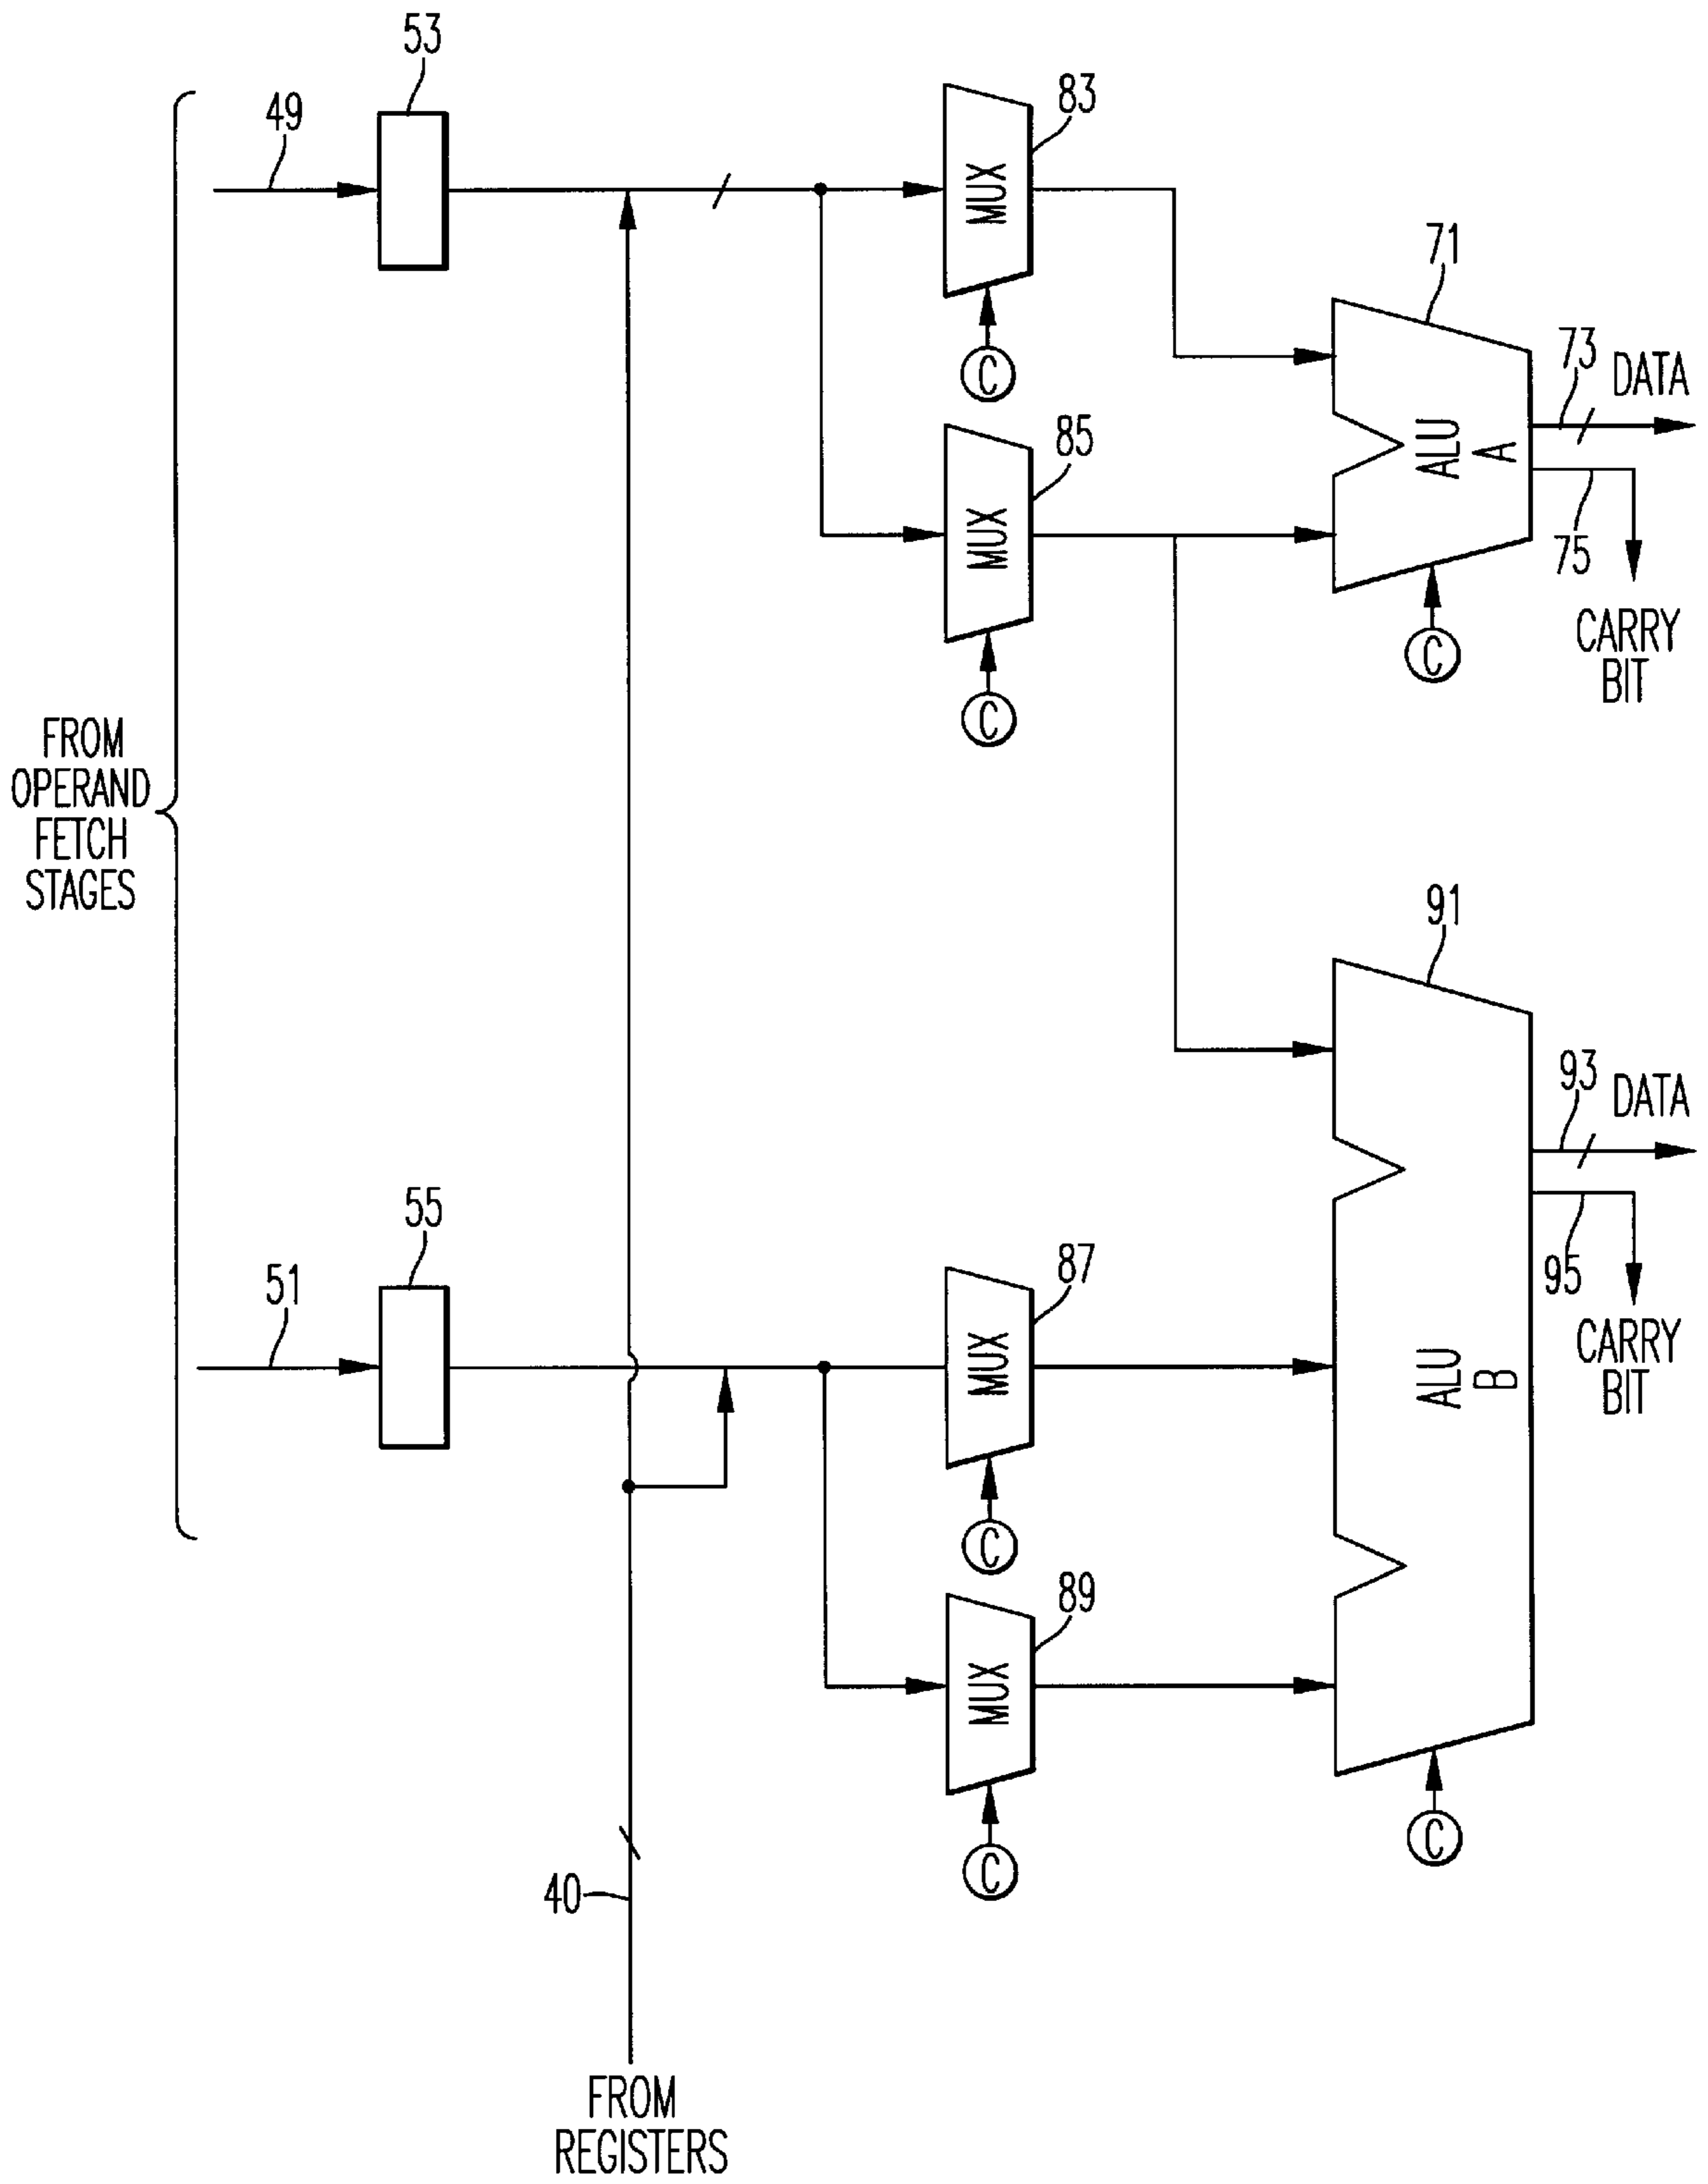 53
49
83
MUX
C
71
73
DATA
85
ALU
A
MUX
75
C
CARRY
BIT
C
FROM
OPERAND
FETCH
STAGES
91
93
DATA
55
51
87
MUX
95
CARRY
BIT
ALU
B
C
89
MUX
C
C
40
FROM
REGISTERS